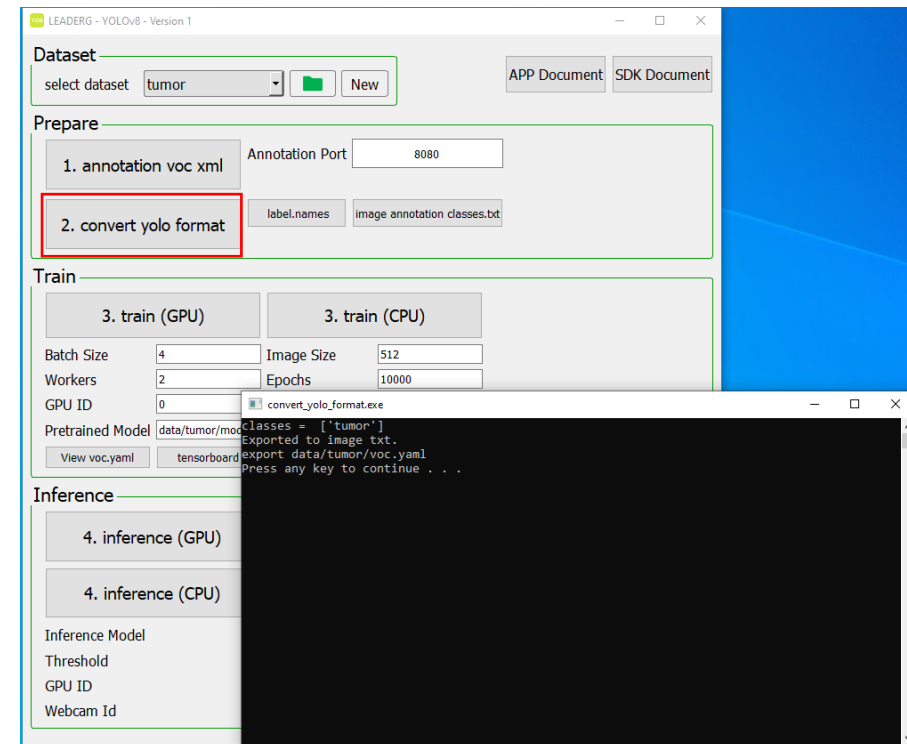 LEADERG - YOLOv8 - Version 1
Dataset
select dataset tumor New
APP Document SDK Document
Prepare
1. annotation voc xml Annotation Port 8080
2. convert yolo format label.names image annotation classes.txt
Train
3. train (GPU) 3. train (CPU)
Batch Size 4 Image Size 512
Workers 2 Epochs 10000
GPU ID 0
Pretrained Model data/tumor/mod
View voc.yaml tensorboard
convert_yolo_format.exe
classes = ['tumor']
Exported to image txt.
export data/tumor/voc.yaml
Press any key to continue . . .
Inference
4. inference (GPU)
4. inference (CPU)
Inference Model
Threshold
GPU ID
Webcam Id